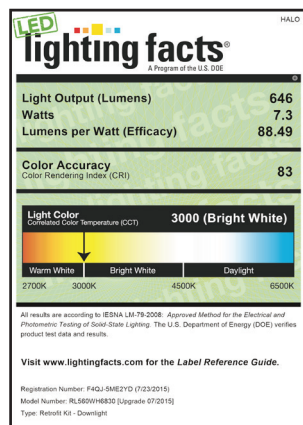 HALO
LED
lighting facts®
A Program of the U.S. DOE
Light Output (Lumens) 646
Watts 7.3
Lumens per Watt (Efficacy) 88.49
Color Accuracy
Color Rendering Index (CRI) 83
Light Color
Correlated Color Temperature (CCT) 3000 (Bright White)
Warm White Bright White Daylight
2700K 3000K 4500K 6500K
All results are according to IESNA LM-79-2008: Approved Method for the Electrical and
Photometric Testing of Solid-State Lighting. The U.S. Department of Energy (DOE) verifies
product test data and results.
Visit www.lightingfacts.com for the Label Reference Guide.
Registration Number: F4QJ-5ME2YD (7/23/2015)
Model Number: RL560WH6830 [Upgrade 07/2015]
Type: Retrofit Kit - Downlight